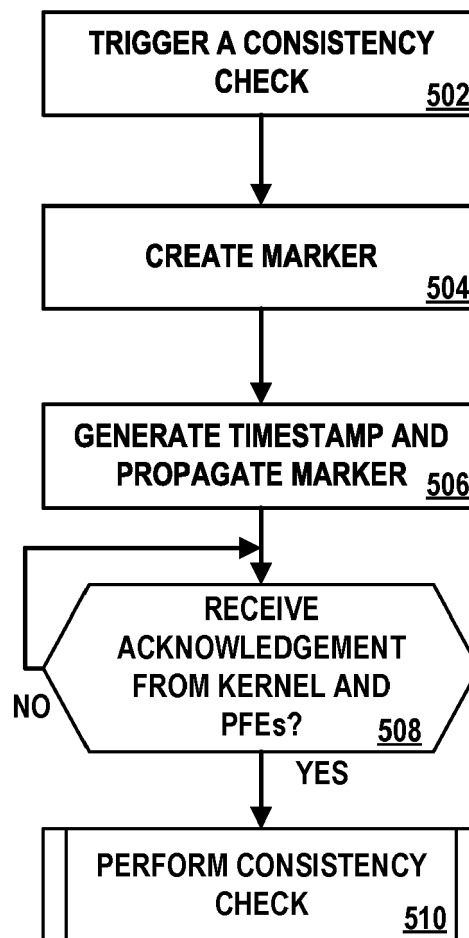 TRIGGER A CONSISTENCY
CHECK
502
CREATE MARKER
504
GENERATE TIMESTAMP AND
PROPAGATE MARKER
506
RECEIVE
ACKNOWLEDGEMENT
FROM KERNEL AND
PFEs?
508
NO
YES
PERFORM CONSISTENCY
CHECK
510